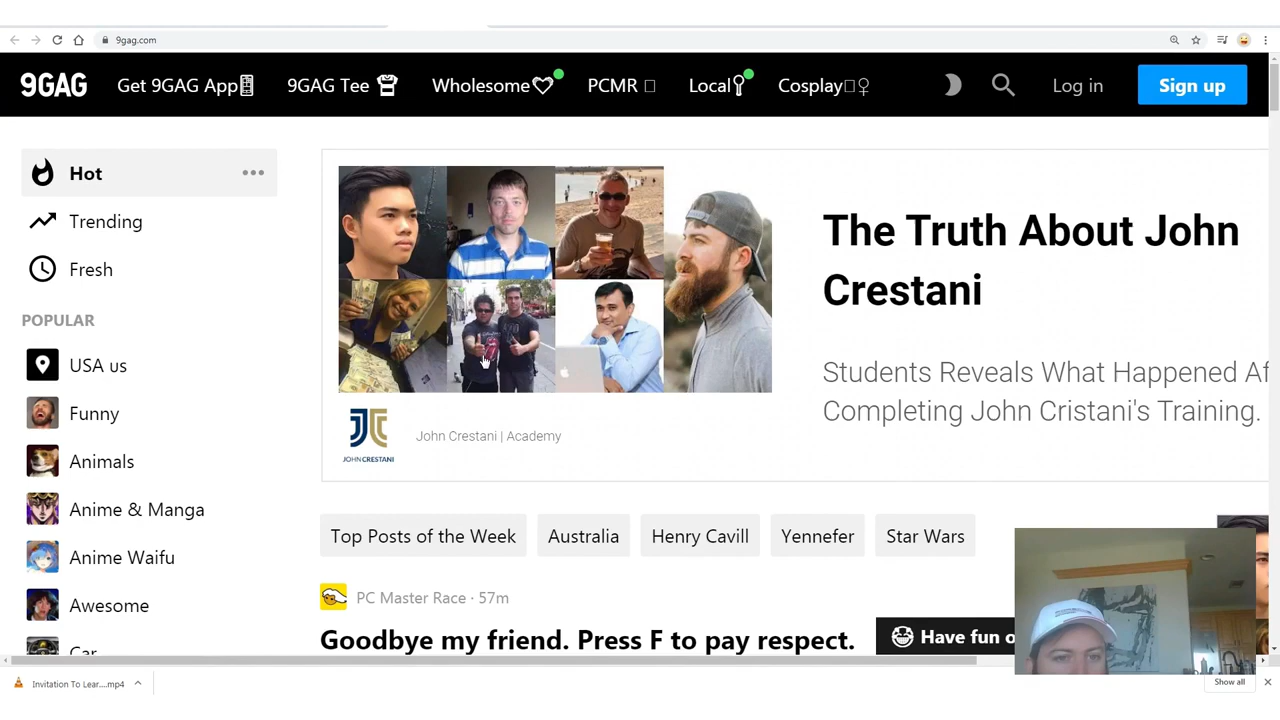 9gag.com
9GAG
Get 9GAG App
9GAG Tee
Wholesome
PCMR
Local
Cosplay
Log in
Sign up
Hot
Trending
Fresh
POPULAR
USA us
Funny
Animals
Anime & Manga
Anime Waifu
Awesome
Car
The Truth About John
Crestani
Students Reveals What Happened Af
Completing John Cristani's Training.
JOHNCRESTANI
John Crestani | Academy
Top Posts of the Week
Australia
Henry Cavill
Yennefer
Star Wars
PC Master Race · 57m
Goodbye my friend. Press F to pay respect.
Have fun o
Invitation To Lear....mp4
Show all